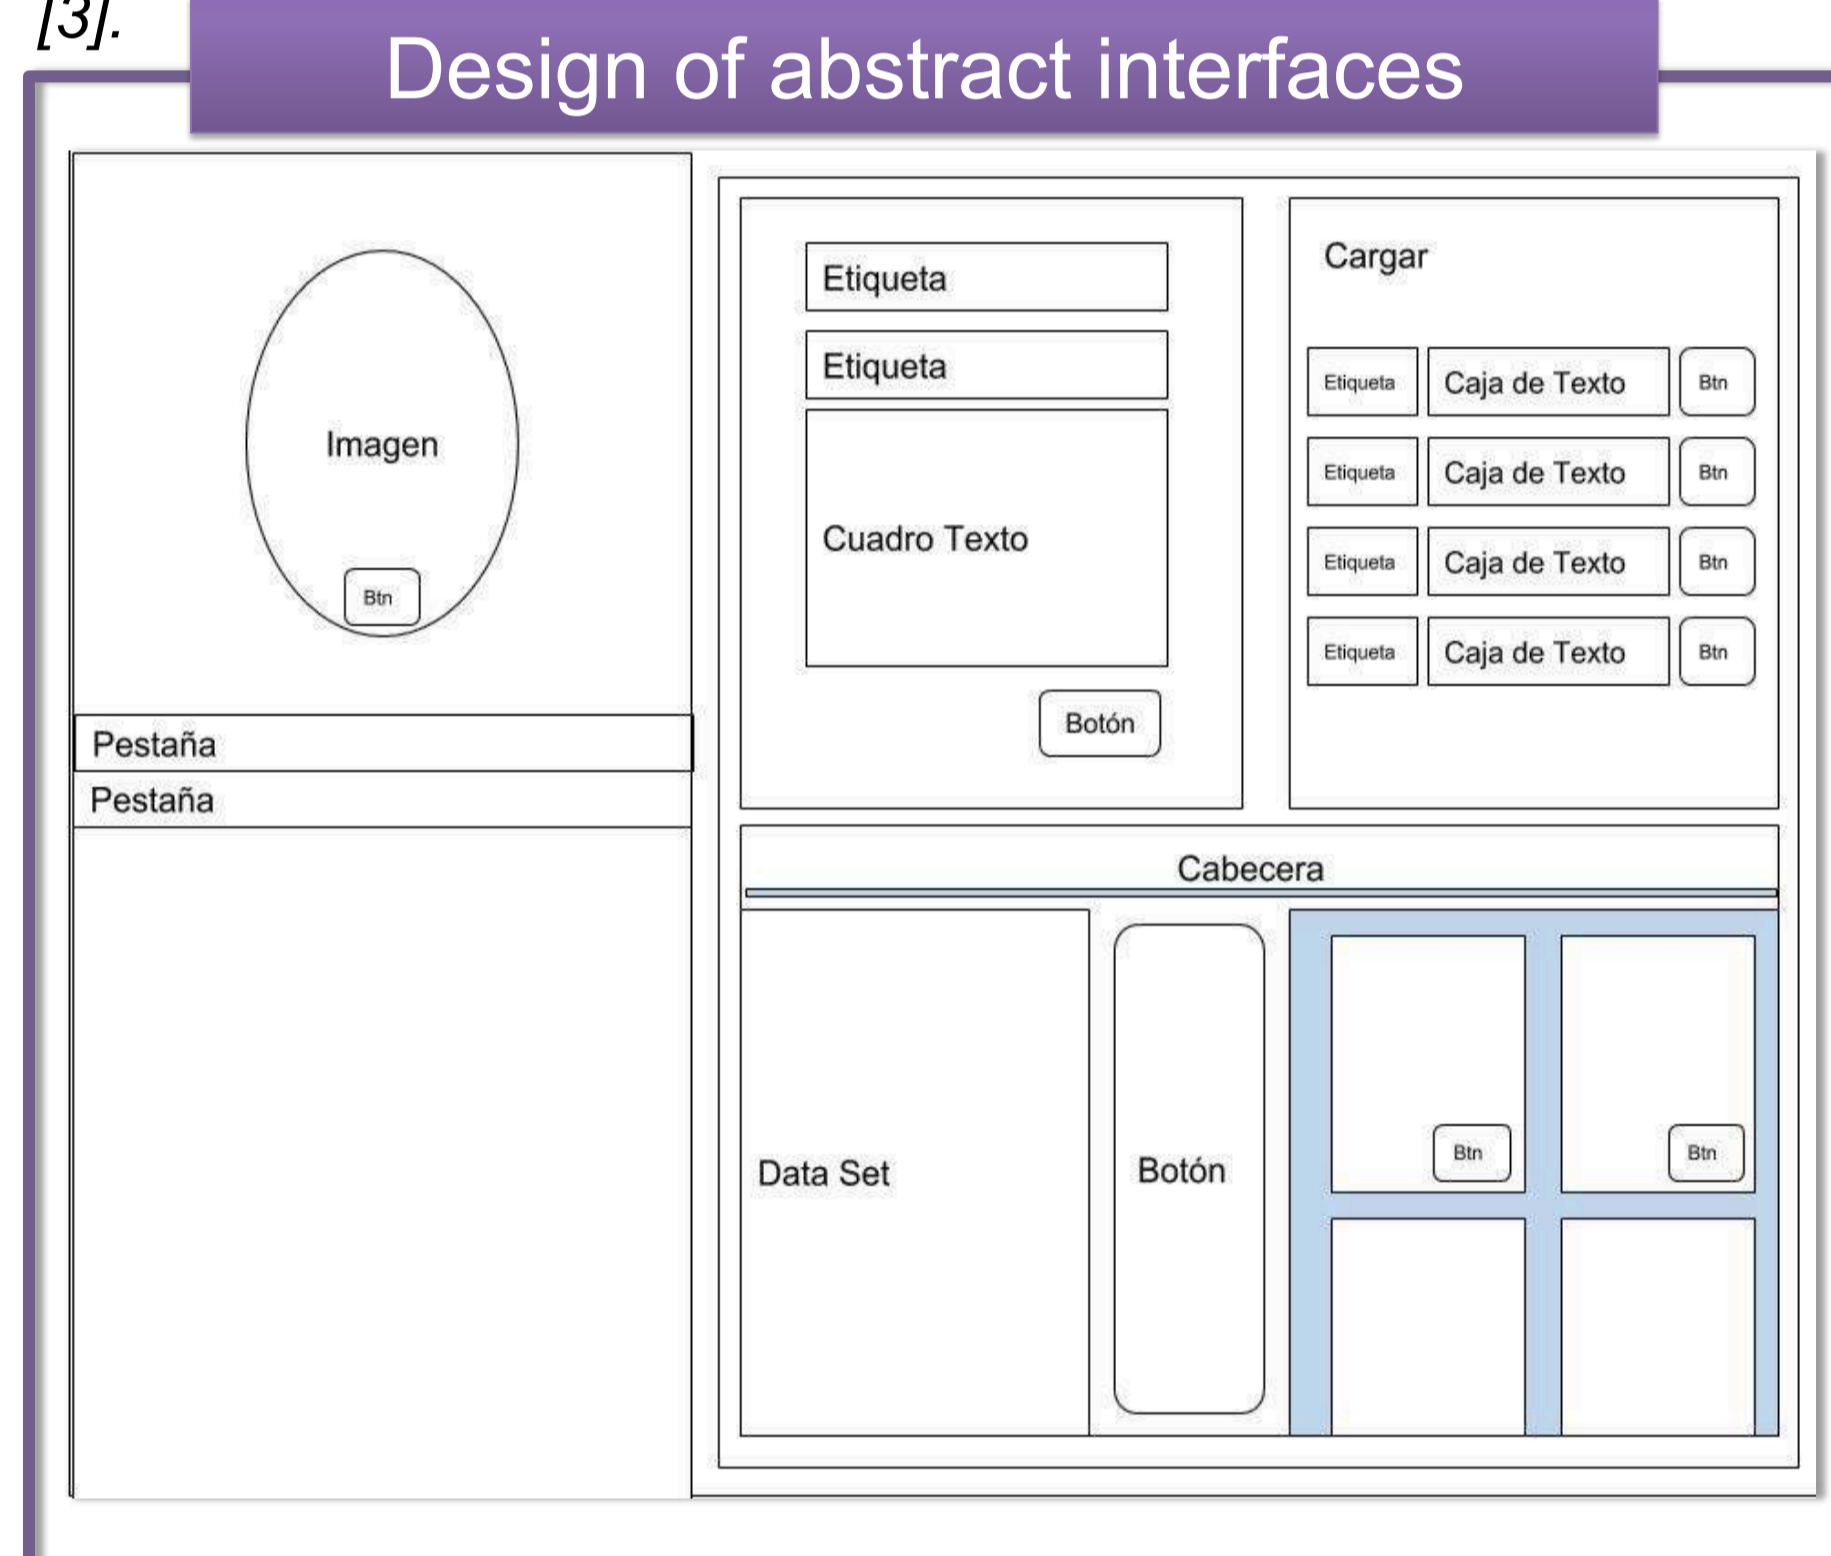 [3].
Design of abstract interfaces
Imagen
Btn
Pestaña
Pestaña
Etiqueta
Etiqueta
Cuadro Texto
Botón
Cargar
Etiqueta Caja de Texto Btn
Etiqueta Caja de Texto Btn
Etiqueta Caja de Texto Btn
Etiqueta Caja de Texto Btn
Cabecera
Data Set
Botón
Btn
Btn